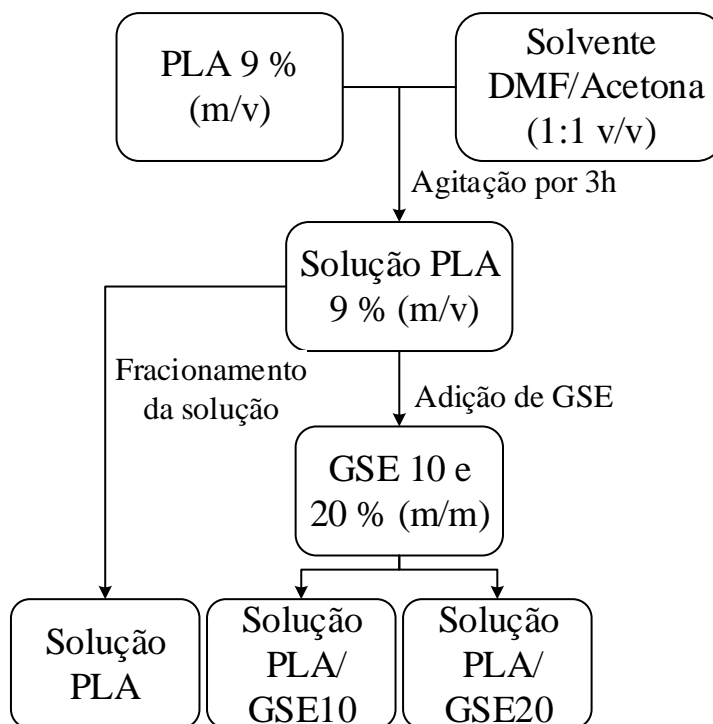 PLA 9 %
(m/v)
Solvente
DMF/Acetona
(1:1 v/v)
Agitação por 3h
Solução PLA
9 % (m/v)
Fracionamento
da solução
Adição de GSE
GSE 10 e
20 % (m/m)
Solução
PLA
Solução
PLA/
GSE10
Solução
PLA/
GSE20